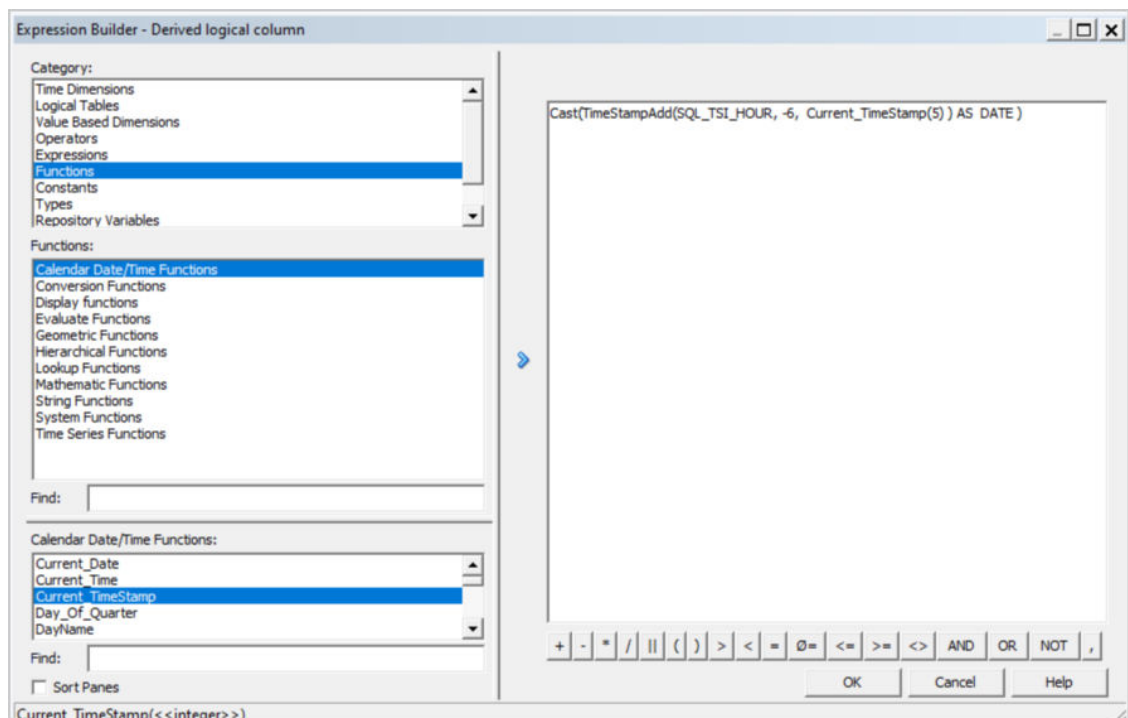 Expression Builder - Derived logical column
Category:
Time Dimensions
Logical Tables
Value Based Dimensions
Operators
Expressions
Functions
Constants
Types
Repository Variables
Functions:
Calendar Date/Time Functions
Conversion Functions
Display functions
Evaluate Functions
Geometric Functions
Hierarchical Functions
Lookup Functions
Mathematic Functions
String Functions
System Functions
Time Series Functions
Find:
Calendar Date/Time Functions:
Current_Date
Current_Time
Current_TimeStamp
Day_Of_Quarter
DayName
Find:
Sort Panes
Current_TimeStamp(<<integer>>)
Cast(TimeStampAdd(SQL_TSI_HOUR, -6,  Current_TimeStamp(5) ) AS  DATE )
+ - * / || ( ) > < = Ø= <= >= <> AND OR NOT ,
OK Cancel Help